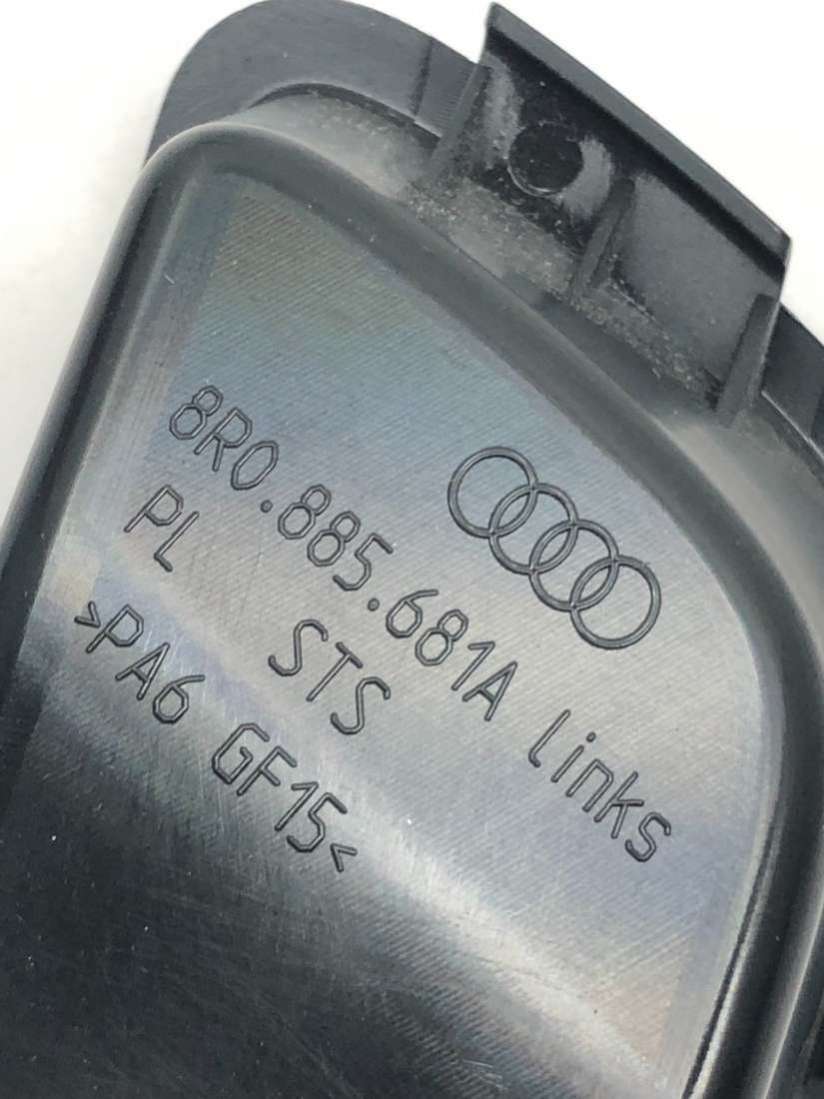 8R0.885.681A links
PL STS
>PA6 GF15<